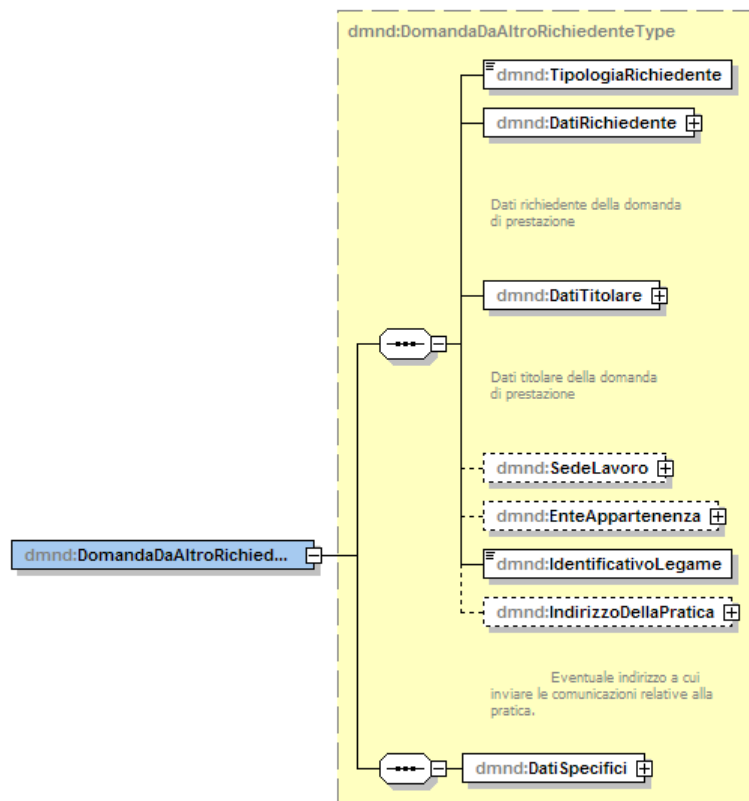 dmnd:DomandaDaAltroRichiedenteType
dmnd:TipologiaRichiedente
dmnd:DatiRichiedente
Dati richiedente della domanda
di prestazione
dmnd:DatiTitolare
Dati titolare della domanda
di prestazione
dmnd:SedeLavoro
dmnd:EnteAppartenenza
dmnd:DomandaDaAltroRichied...
dmnd:IdentificativoLegame
dmnd:IndirizzoDellaPratica
Eventuale indirizzo a cui
inviare le comunicazioni relative alla
pratica.
dmnd:DatiSpecifici